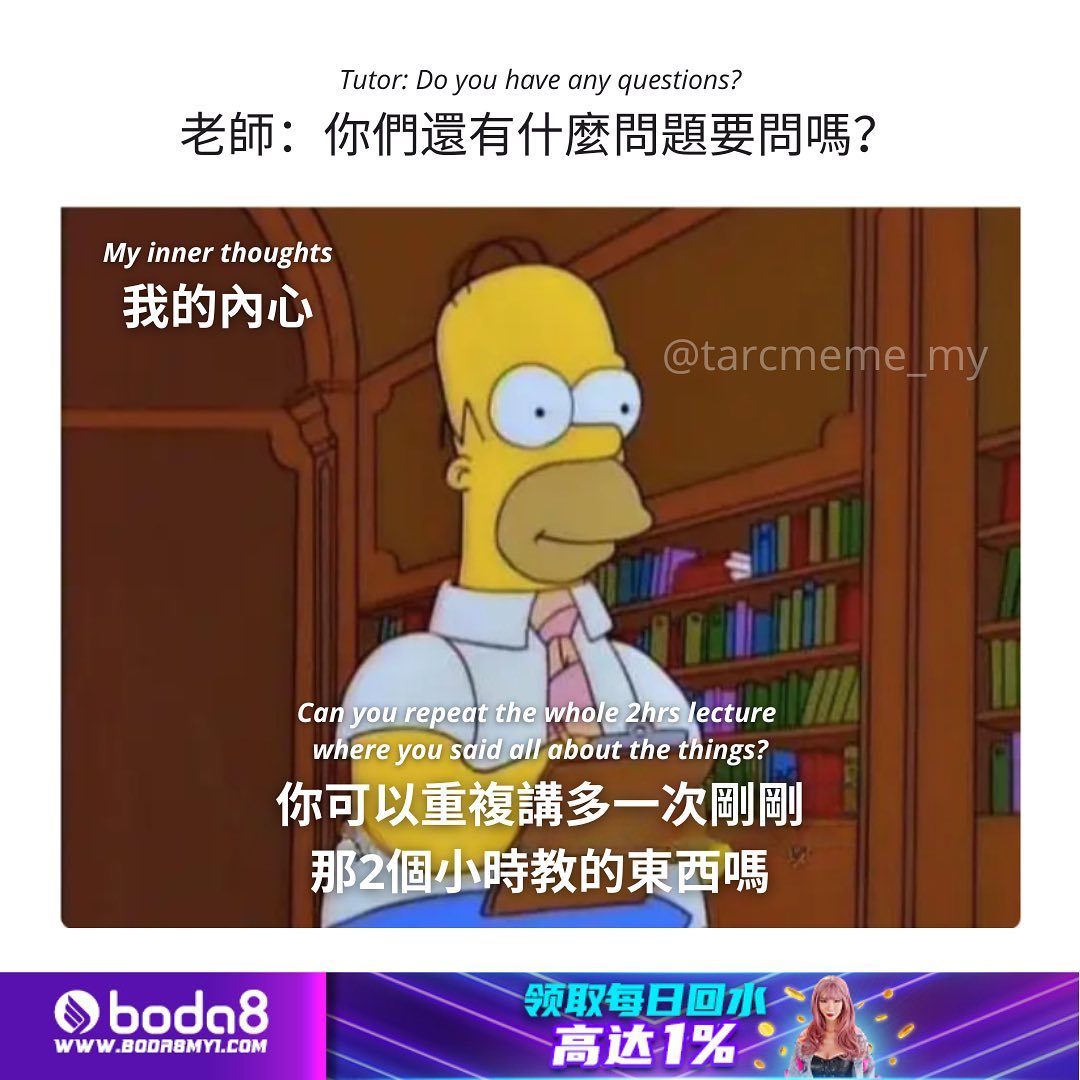 Tutor: Do you have any questions?
老師：你們還有什麼問題要問嗎？
My inner thoughts
我的內心
@tarcmeme_my
Can you repeat the whole 2hrs lecture
where you said all about the things?
你可以重複講多一次剛剛
那2個小時教的東西嗎
boda8
WWW.BODA8MY1.COM
领取每日回水
高达1%